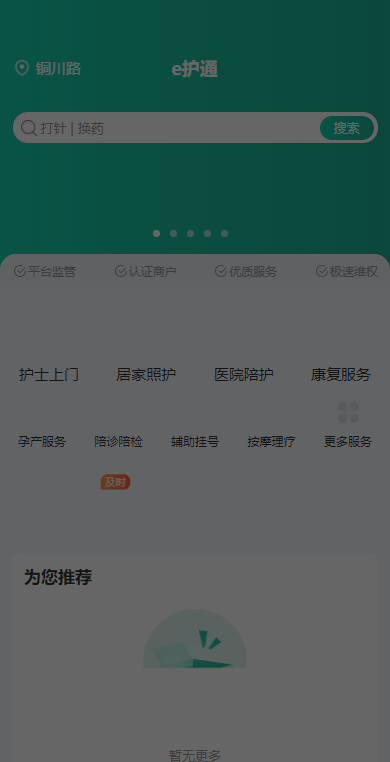 铜川路 e护通
打针 | 换药 搜索
平台监管 认证商户 优质服务 极速维权
护士上门 居家照护 医院陪护 康复服务
孕产服务 陪诊陪检 辅助挂号 按摩理疗 更多服务
及时
为您推荐
暂无更多